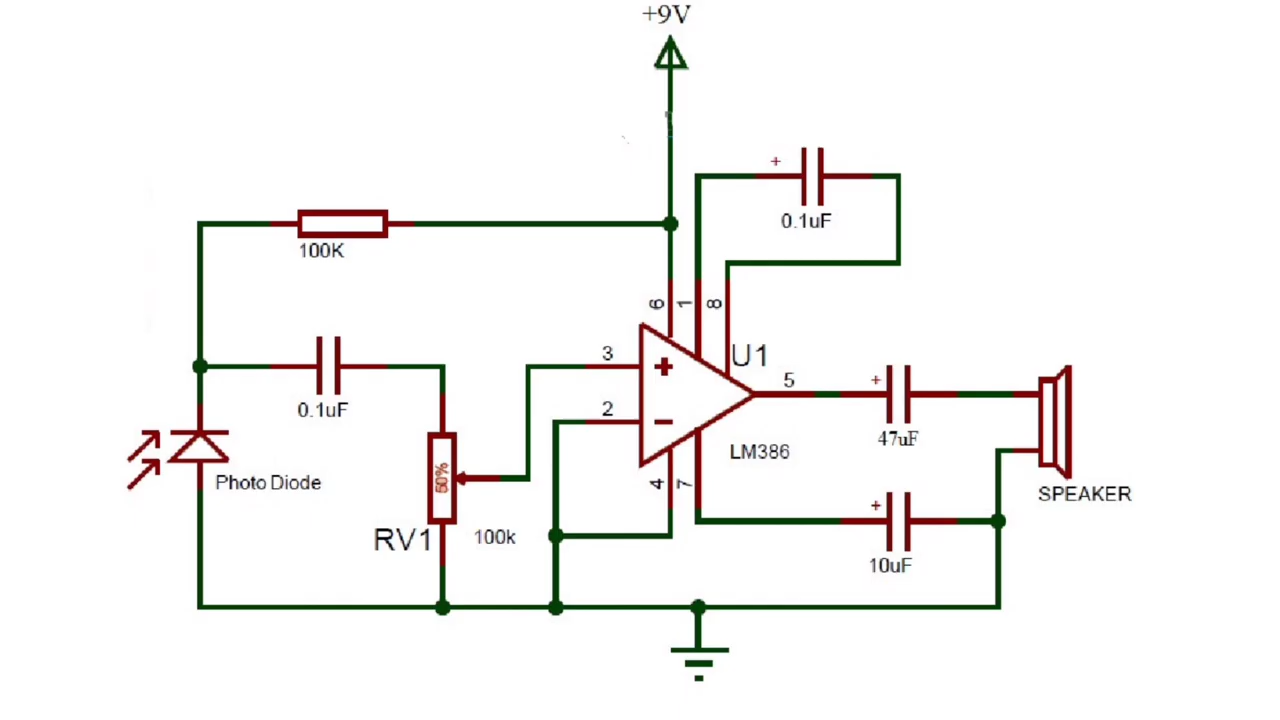 +9V
+
0.1uF
100K
6
1
8
U1
3
+
0.1uF
2
5
+
47uF
LM386
50%
Photo Diode
4
7
SPEAKER
+
RV1
100k
10uF